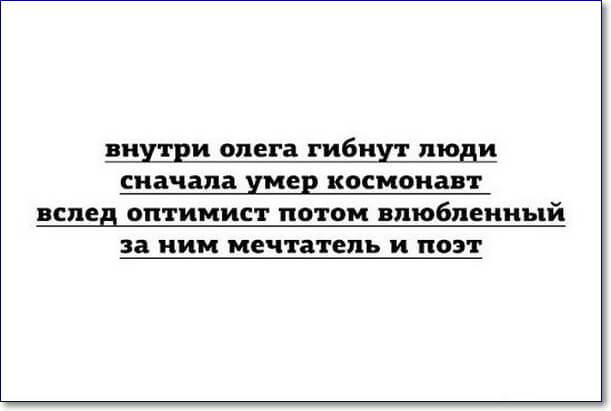 внутри олега гибнут люди
сначала умер космонавт
вслед оптимист потом влюбленный
за ним мечтатель и поэт